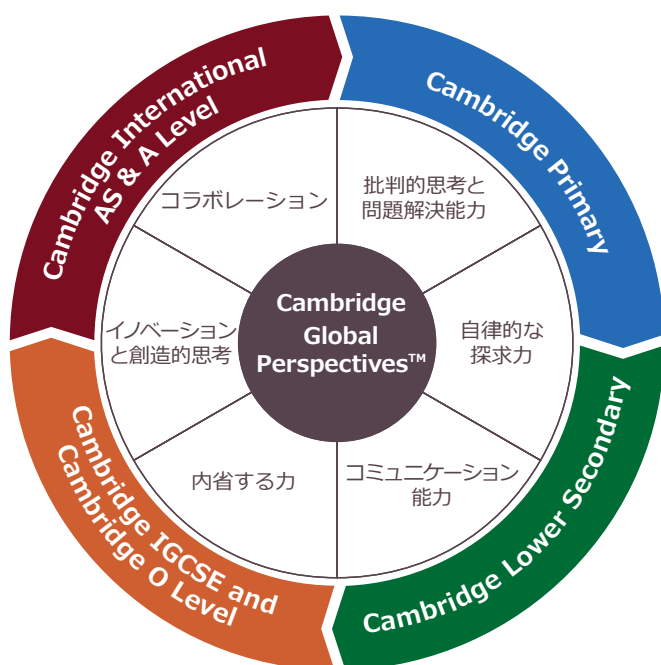 Cambridge International
AS & A Level
Cambridge Primary
コラボレーション
批判的思考と
問題解決能力
イノベーション
と創造的思考
Cambridge
Global
Perspectives™
自律的な
探求力
内省する力
コミュニケーション
能力
Cambridge IGCSE and
Cambridge O Level
Cambridge Lower Secondary